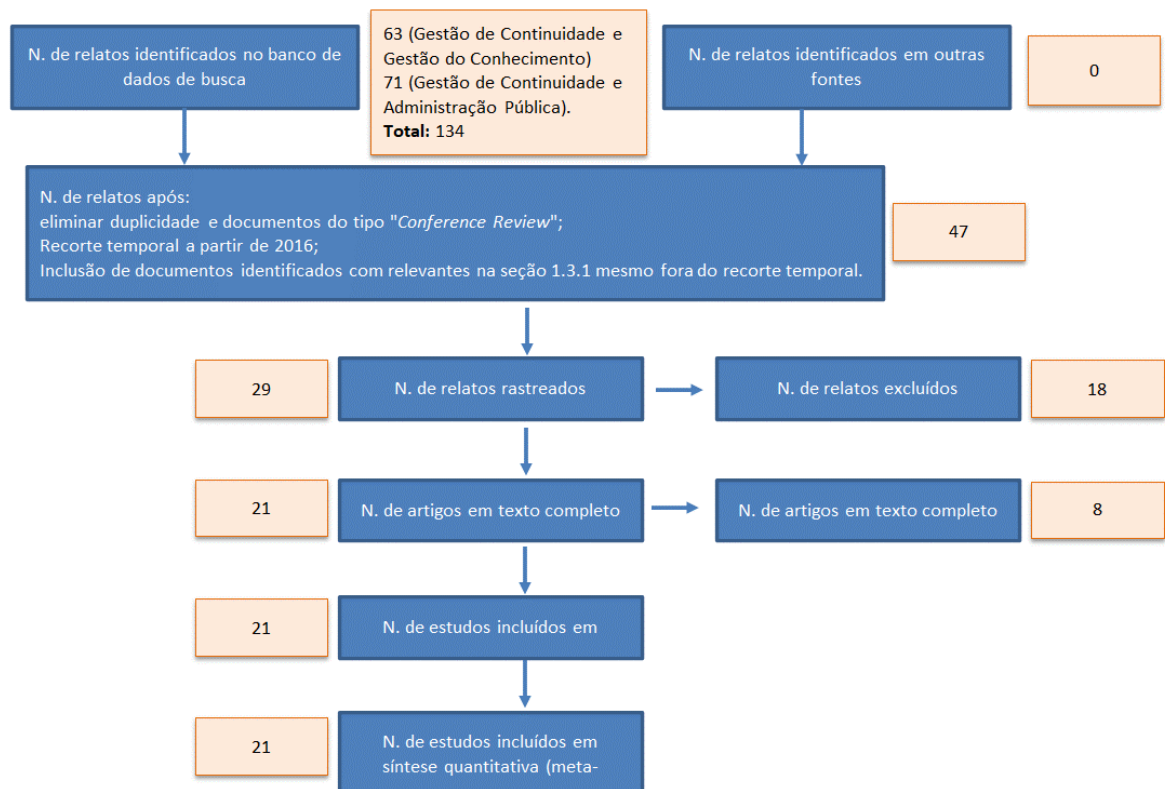 N. de relatos identificados no banco de
dados de busca
63 (Gestão de Continuidade e
Gestão do Conhecimento)
71 (Gestão de Continuidade e
Administração Pública).
Total: 134
N. de relatos identificados em outras
fontes
0
N. de relatos após:
eliminar duplicidade e documentos do tipo "Conference Review";
Recorte temporal a partir de 2016;
Inclusão de documentos identificados com relevantes na seção 1.3.1 mesmo fora do recorte temporal.
47
29
N. de relatos rastreados
N. de relatos excluídos
18
21
N. de artigos em texto completo
N. de artigos em texto completo
8
21
N. de estudos incluídos em
21
N. de estudos incluídos em
síntese quantitativa (meta-